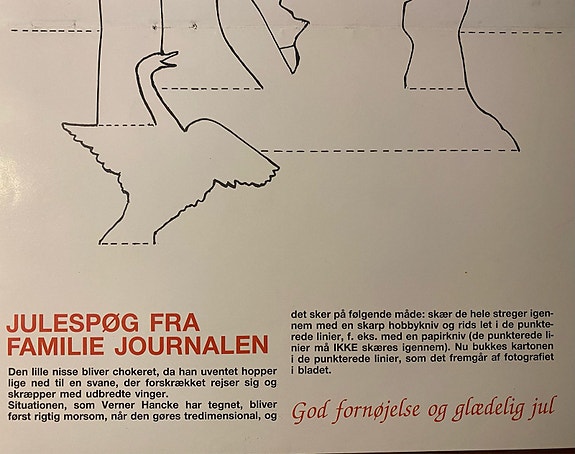 JULESPØG FRA
FAMILIE JOURNALEN
Den lille nisse bliver chokeret, da han uventet hopper
lige ned til en svane, der forskrækket rejser sig og
skræpper med udbredte vinger.
Situationen, som Verner Hancke har tegnet, bliver
først rigtig morsom, når den gøres tredimensional, og
det sker på følgende måde: skær de hele streger igen-
nem med en skarp hobbykniv og rids let i de punkte-
rede linier, f. eks. med en papirkniv (de punkterede li-
nier må IKKE skæres igennem). Nu bukkes kartonen
i de punkterede linier, som det fremgår af fotografiet
i bladet.
God fornøjelse og glædelig jul